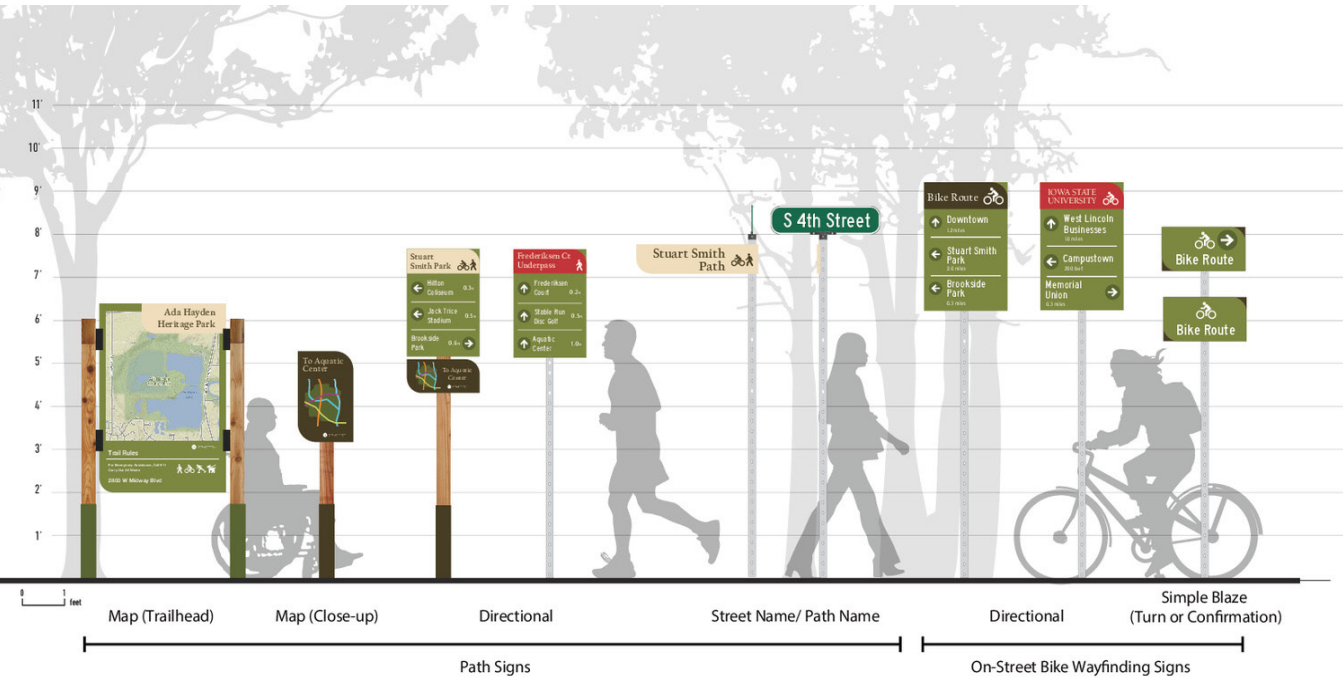 11'
10'
9'
8'
7'
6'
5'
4'
3'
2'
1'
0 1
feet
Ada Hayden
Heritage Park
Trail Rules
2800 W Midway Blvd
To Aquatic
Center
Stuart
Smith Park
Hilton
Coliseum
Jack Trice
Stadium
Brookside
Park
To Aquatic
Center
Frederiksen Ct
Underpass
Frederiksen
Court
Stable Run
Disc Golf
Aquatic
Center
Stuart Smith
Path
S 4th Street
Bike Route
Downtown
Stuart Smith
Park
Brookside
Park
IOWA STATE
UNIVERSITY
West Lincoln
Businesses
Campustown
Memorial
Union
Bike Route
Bike Route
Map (Trailhead)
Map (Close-up)
Directional
Street Name/ Path Name
Directional
Simple Blaze
(Turn or Confirmation)
Path Signs
On-Street Bike Wayfinding Signs